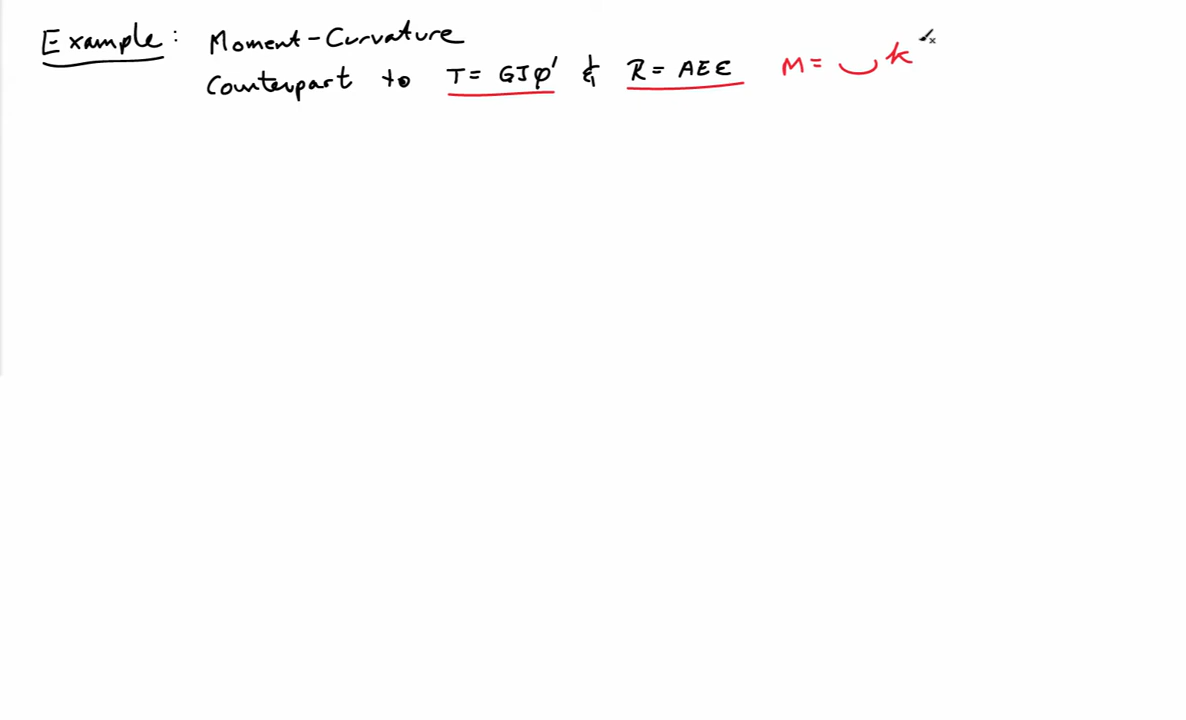 Example: Moment-Curvature
Counterpart to T = GJφ' & R = AEε M = k